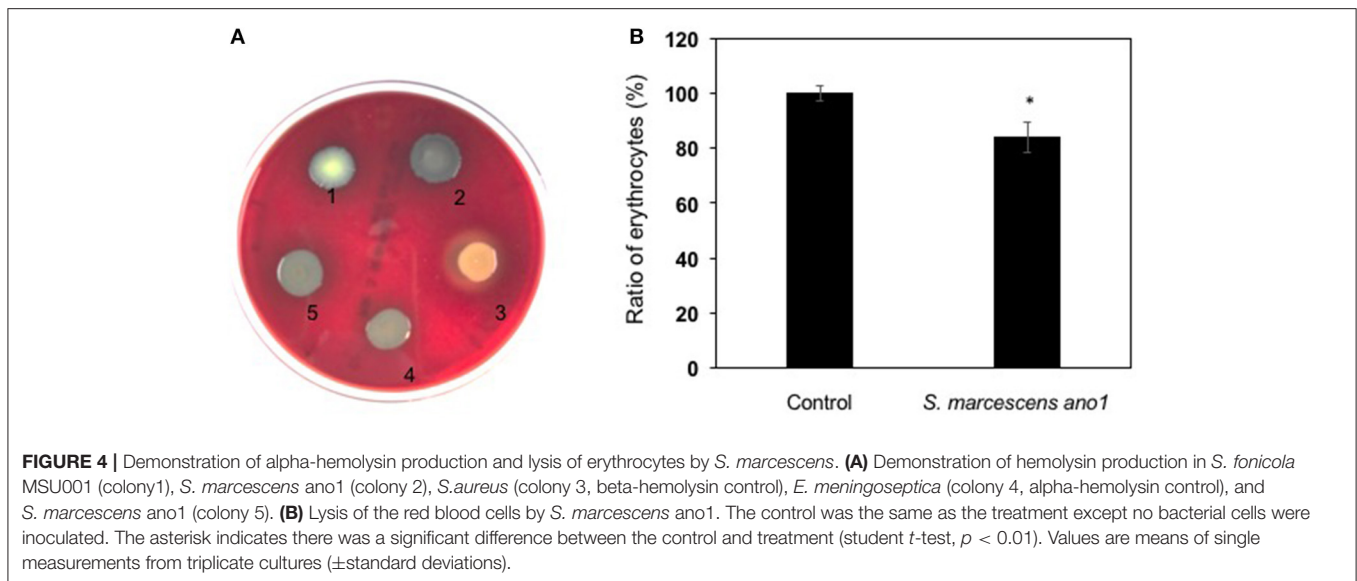 A
1
2
3
4
5
B
120
100
80
60
40
20
0
Ratio of erythrocytes (%)
*
Control
S. marcescens ano1
FIGURE 4 | Demonstration of alpha-hemolysin production and lysis of erythrocytes by S. marcescens. (A) Demonstration of hemolysin production in S. fonicola
MSU001 (colony1), S. marcescens ano1 (colony 2), S.aureus (colony 3, beta-hemolysin control), E. meningoseptica (colony 4, alpha-hemolysin control), and
S. marcescens ano1 (colony 5). (B) Lysis of the red blood cells by S. marcescens ano1. The control was the same as the treatment except no bacterial cells were
inoculated. The asterisk indicates there was a significant difference between the control and treatment (student t-test, p < 0.01). Values are means of single
measurements from triplicate cultures (±standard deviations).